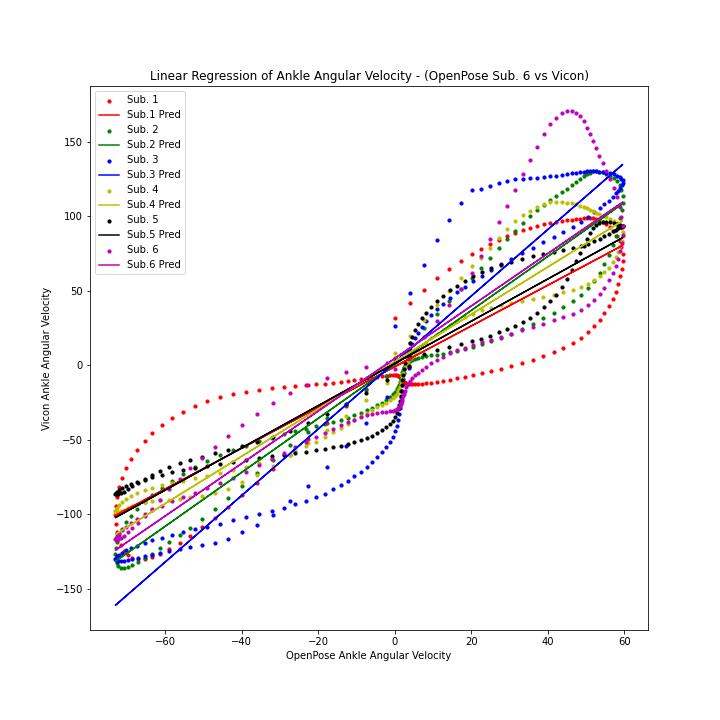 Linear Regression of Ankle Angular Velocity - (OpenPose Sub. 6 vs Vicon)
Sub. 1
Sub.1 Pred
Sub. 2
Sub.2 Pred
Sub. 3
Sub.3 Pred
Sub. 4
Sub.4 Pred
Sub. 5
Sub.5 Pred
Sub. 6
Sub.6 Pred
150
100
50
0
−50
−100
−150
Vicon Ankle Angular Velocity
−60 −40 −20 0 20 40 60
OpenPose Ankle Angular Velocity